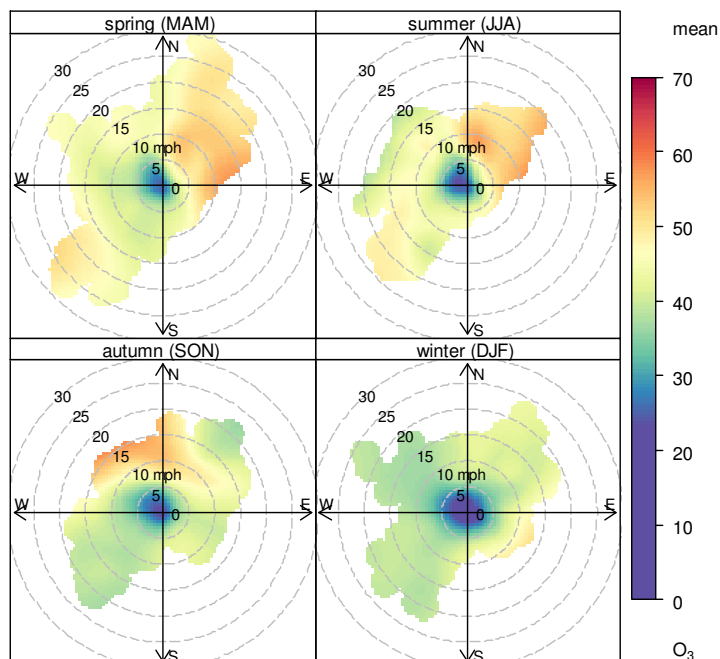 spring (MAM)
N
30
25
20
15
10 mph
5
0
W
E
S
summer (JJA)
N
30
25
20
15
10 mph
5
0
W
E
S
autumn (SON)
N
30
25
20
15
10 mph
5
0
W
E
S
winter (DJF)
N
30
25
20
15
10 mph
5
0
W
E
S
mean
70
60
50
40
30
20
10
0
O₃